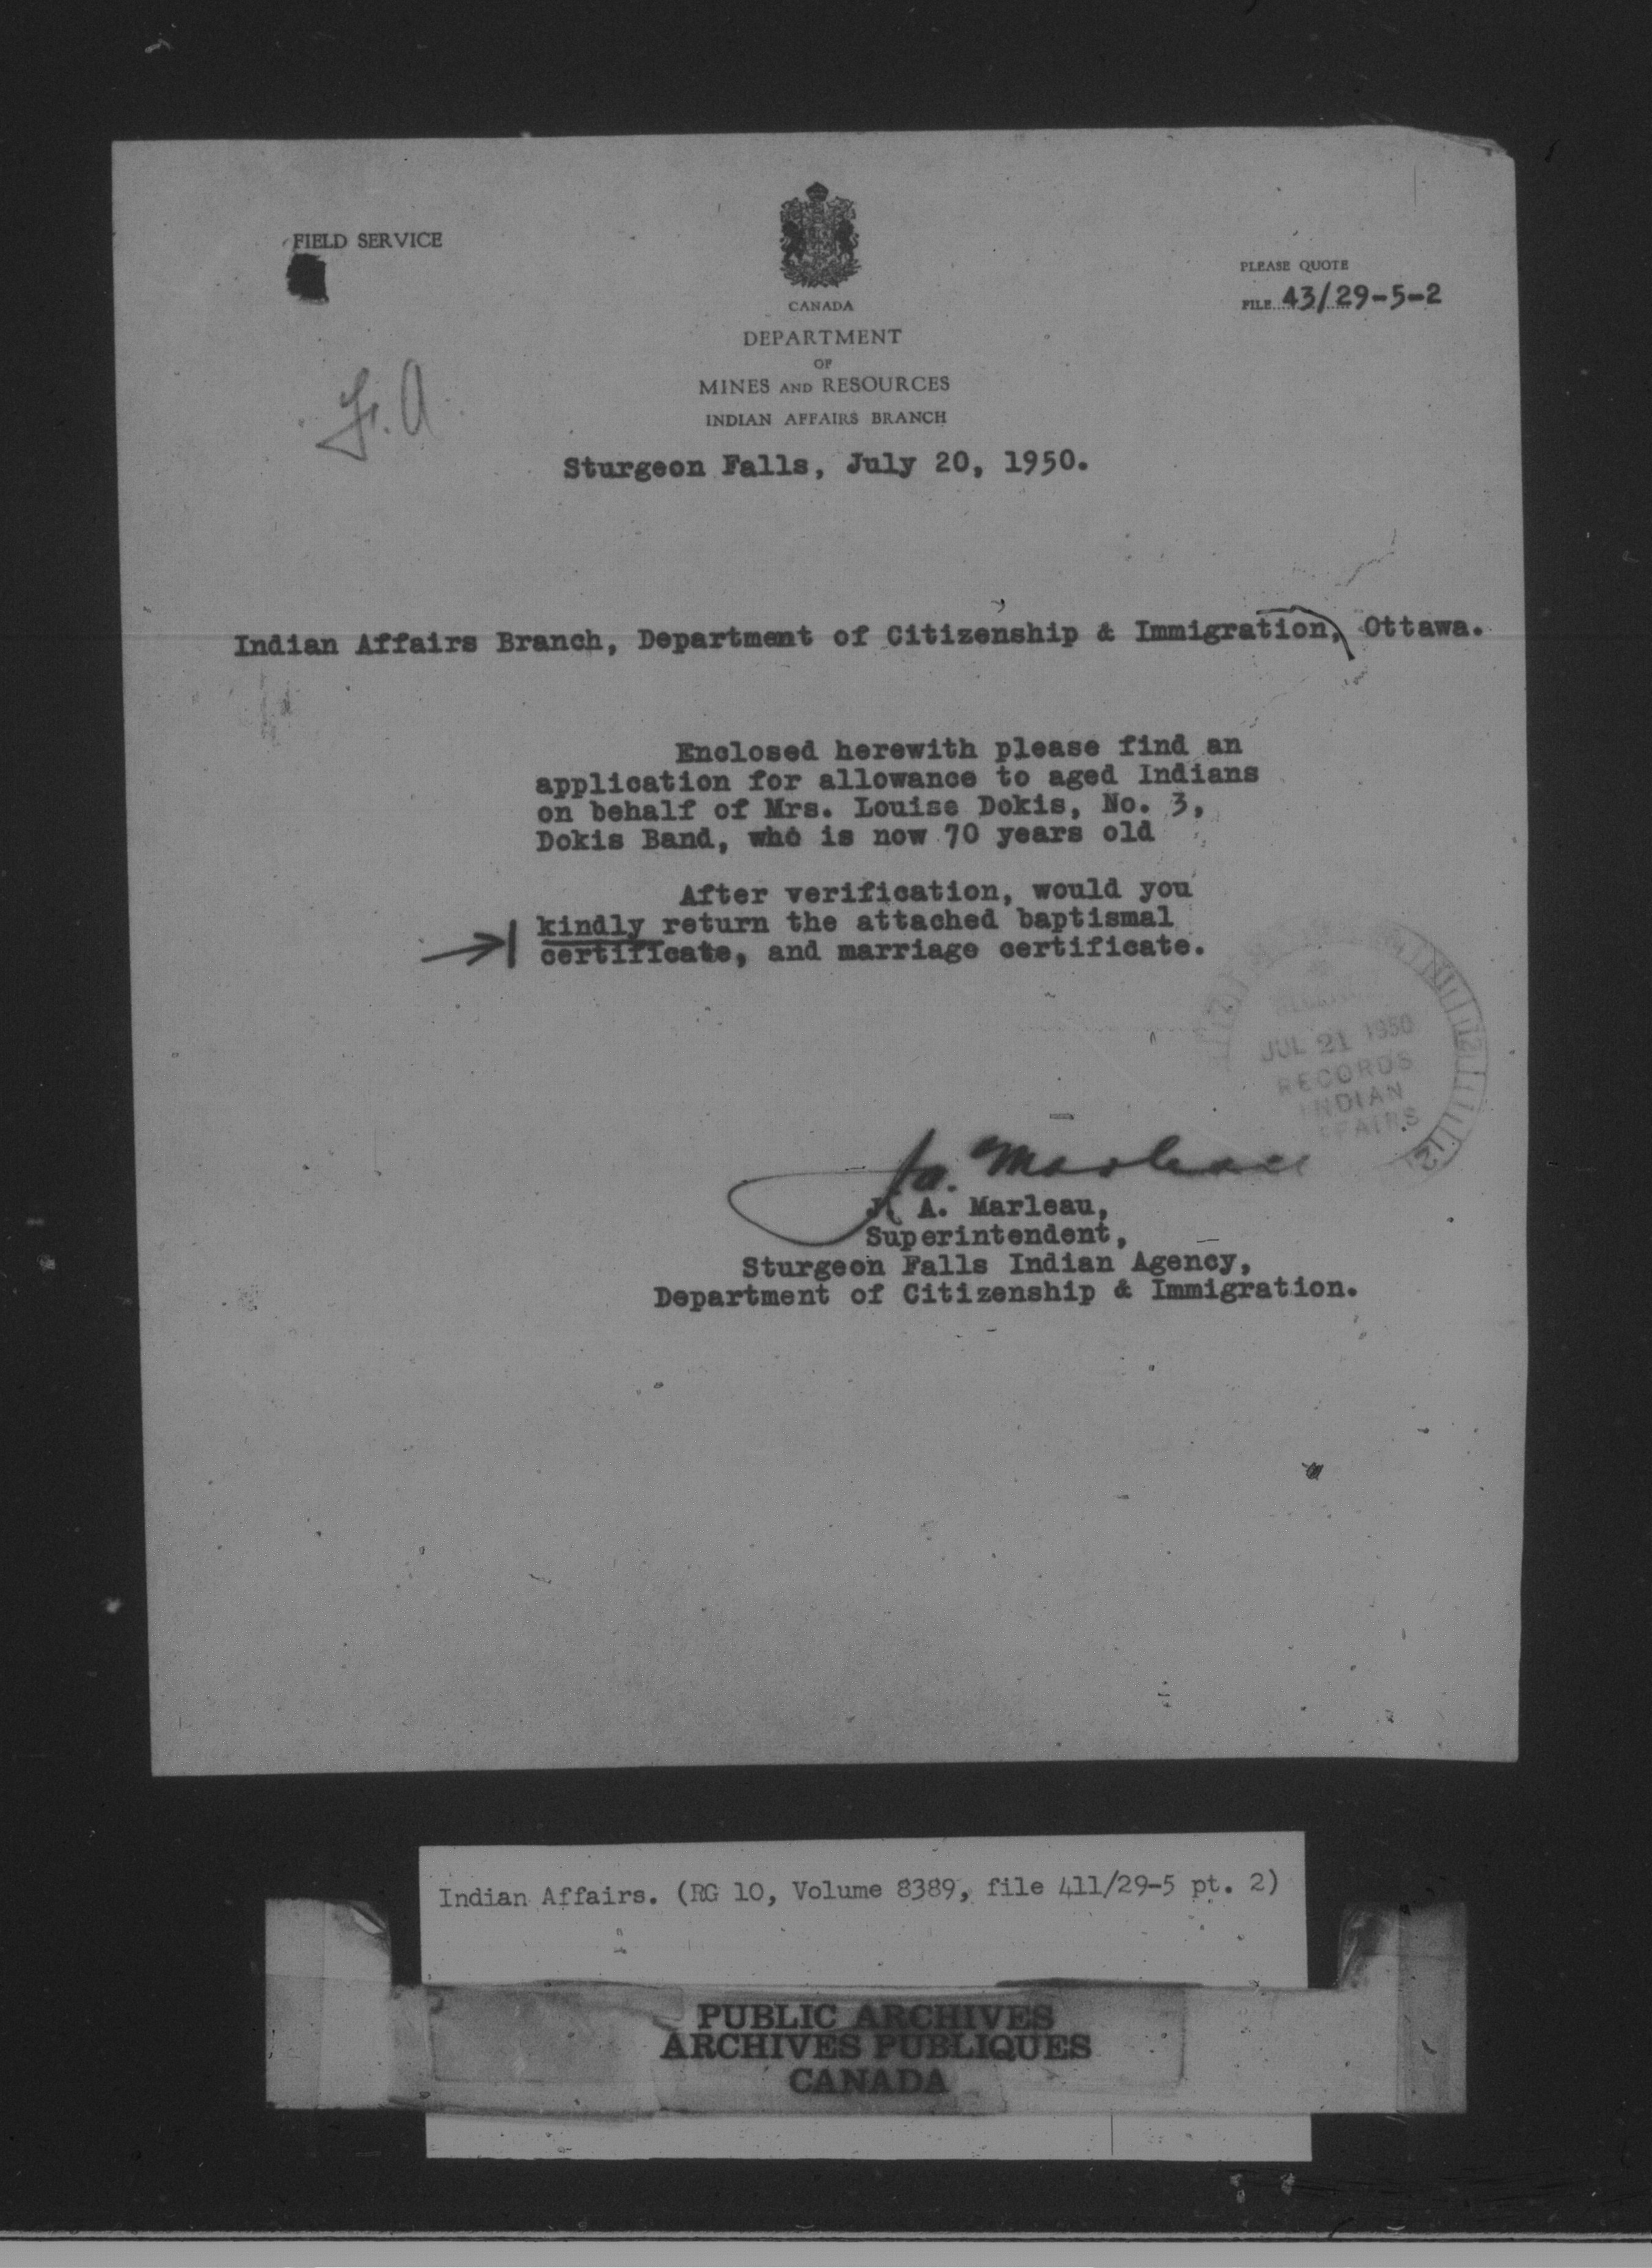 FIELD SERVICE
CANADA
DEPARTMENT
OF
MINES AND RESOURCES
INDIAN AFFAIRS BRANCH
PLEASE QUOTE
FILE 43/29-5-2
Sturgeon Falls, July 20, 1950.
Indian Affairs Branch, Department of Citizenship & Immigration, Ottawa.
Enclosed herewith please find an
application for allowance to aged Indians
on behalf of Mrs. Louise Dokis, No. 3,
Dokis Band, who is now 70 years old
After verification, would you
kindly return the attached baptismal
certificate, and marriage certificate.
JUL 21 1950
RECORDS
INDIAN
J. A. Marleau
J. A. Marleau,
Superintendent,
Sturgeon Falls Indian Agency,
Department of Citizenship & Immigration.
Indian Affairs. (RG 10, Volume 8389, file 411/29-5 pt. 2)
PUBLIC ARCHIVES
ARCHIVES PUBLIQUES
CANADA